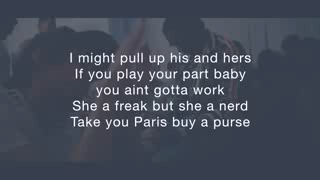 I might pull up his and hers
If you play your part baby
you aint gotta work
She a freak but she a nerd
Take you Paris buy a purse